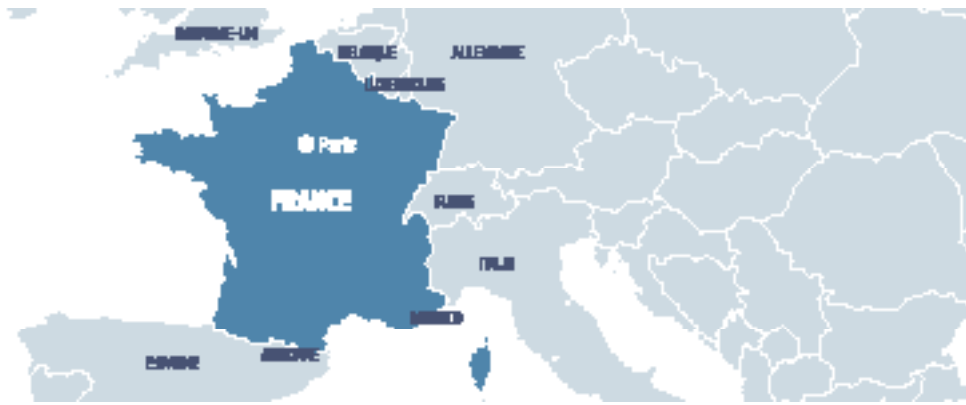 ROYAUME-UNI
BELGIQUE
ALLEMAGNE
LUXEMBOURG
Paris
FRANCE
SUISSE
ITALIE
MONACO
ANDORRE
ESPAGNE